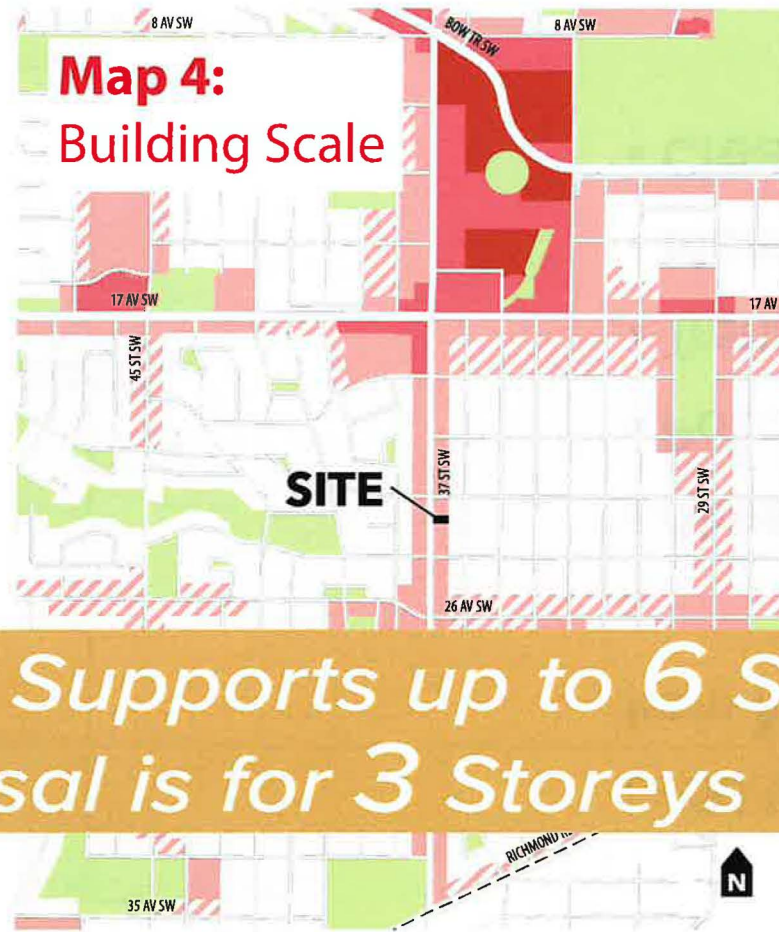 8 AV SW
BOW TR SW
8 AV SW
Map 4:
Building Scale
17 AV SW
17 AV
45 ST SW
SITE
37 ST SW
29 ST SW
26 AV SW
Supports up to 6 S
sal is for 3 Storeys
RICHMOND
35 AV SW
N